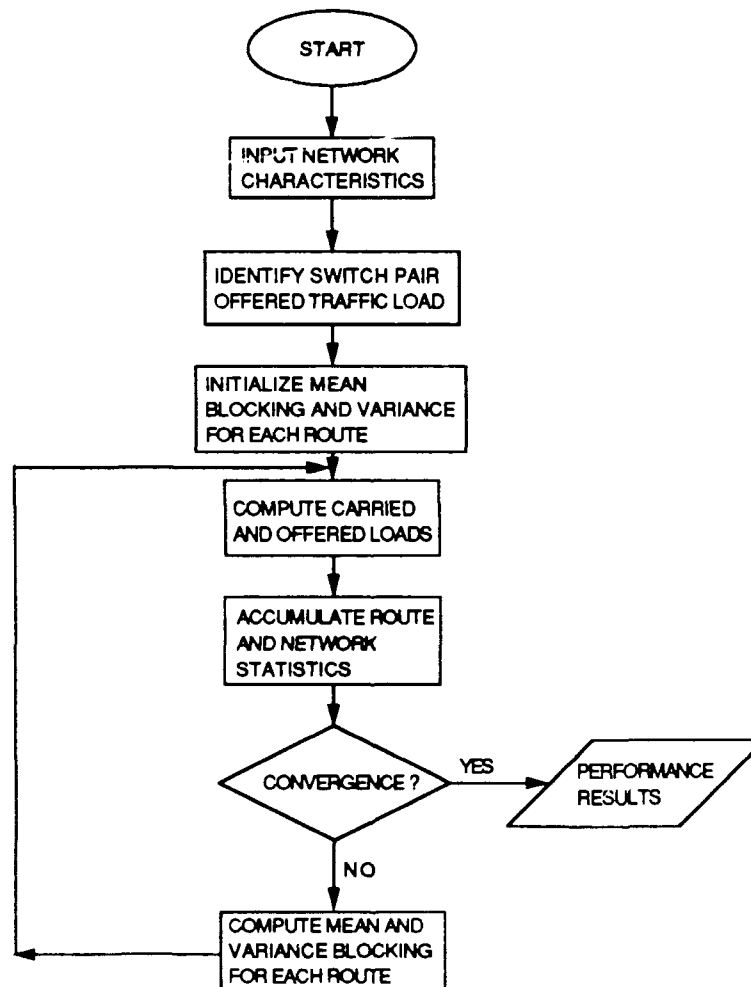 START
INPUT NETWORK
CHARACTERISTICS
IDENTIFY SWITCH PAIR
OFFERED TRAFFIC LOAD
INITIALIZE MEAN
BLOCKING AND VARIANCE
FOR EACH ROUTE
COMPUTE CARRIED
AND OFFERED LOADS
ACCUMULATE ROUTE
AND NETWORK
STATISTICS
CONVERGENCE ?
YES
PERFORMANCE
RESULTS
NO
COMPUTE MEAN AND
VARIANCE BLOCKING
FOR EACH ROUTE